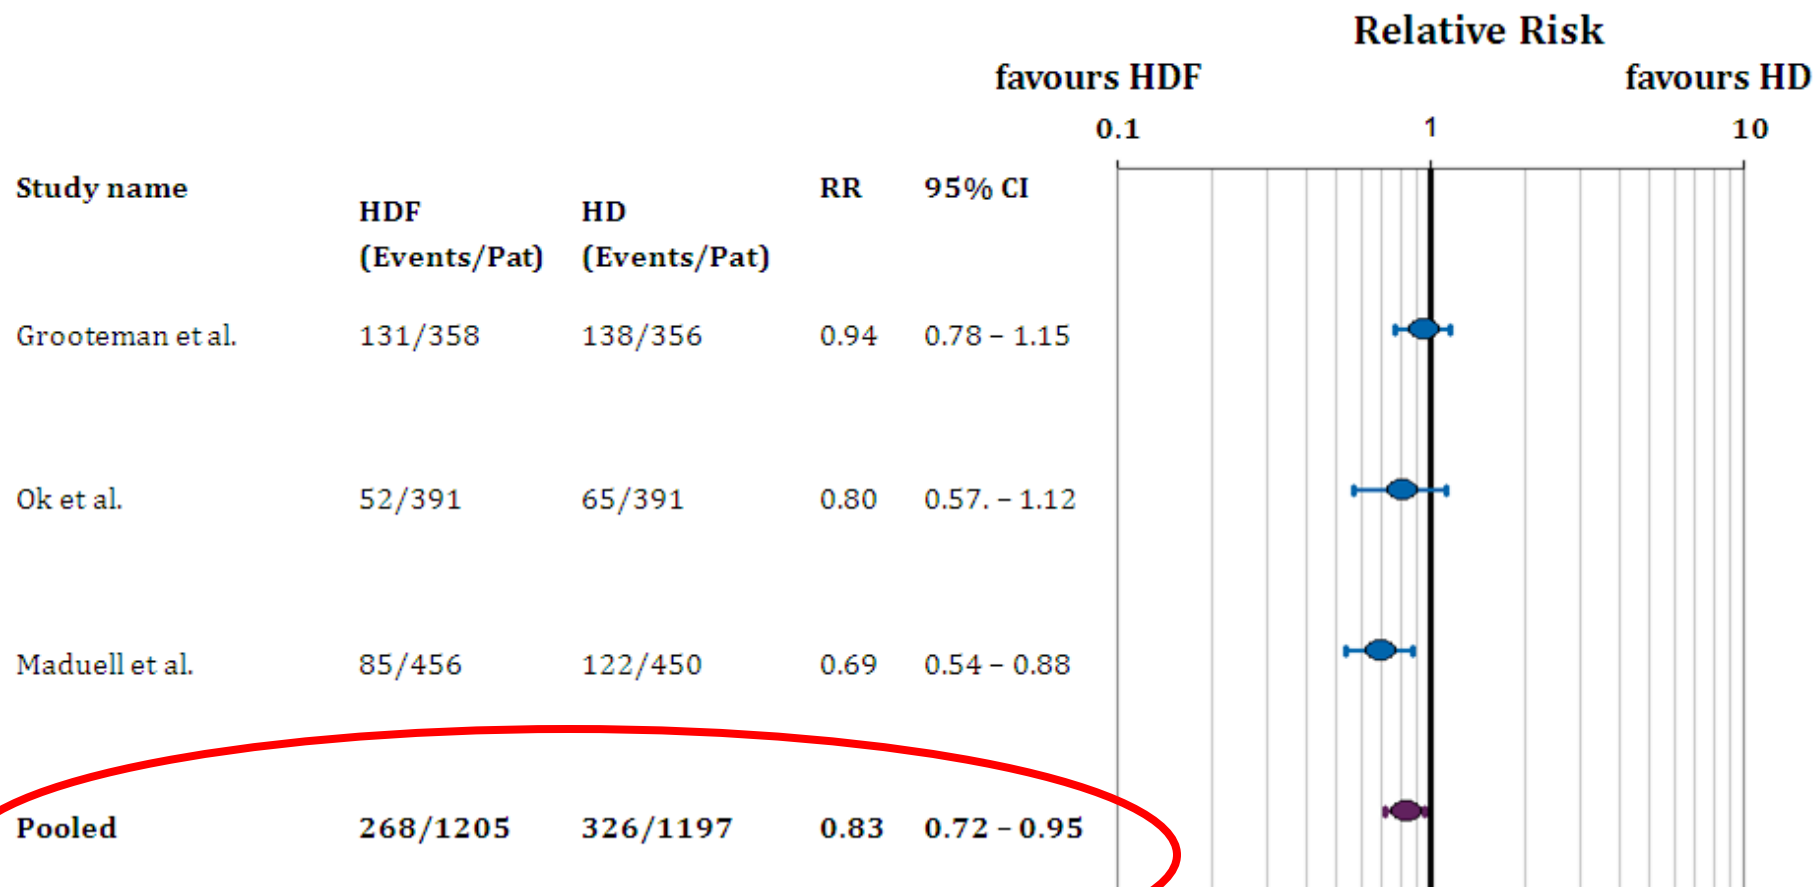 Relative Risk
favours HDF favours HD
0.1 1 10
Study name HDF (Events/Pat) HD (Events/Pat) RR 95% CI
Grooteman et al. 131/358 138/356 0.94 0.78 – 1.15
Ok et al. 52/391 65/391 0.80 0.57. – 1.12
Maduell et al. 85/456 122/450 0.69 0.54 – 0.88
Pooled 268/1205 326/1197 0.83 0.72 – 0.95